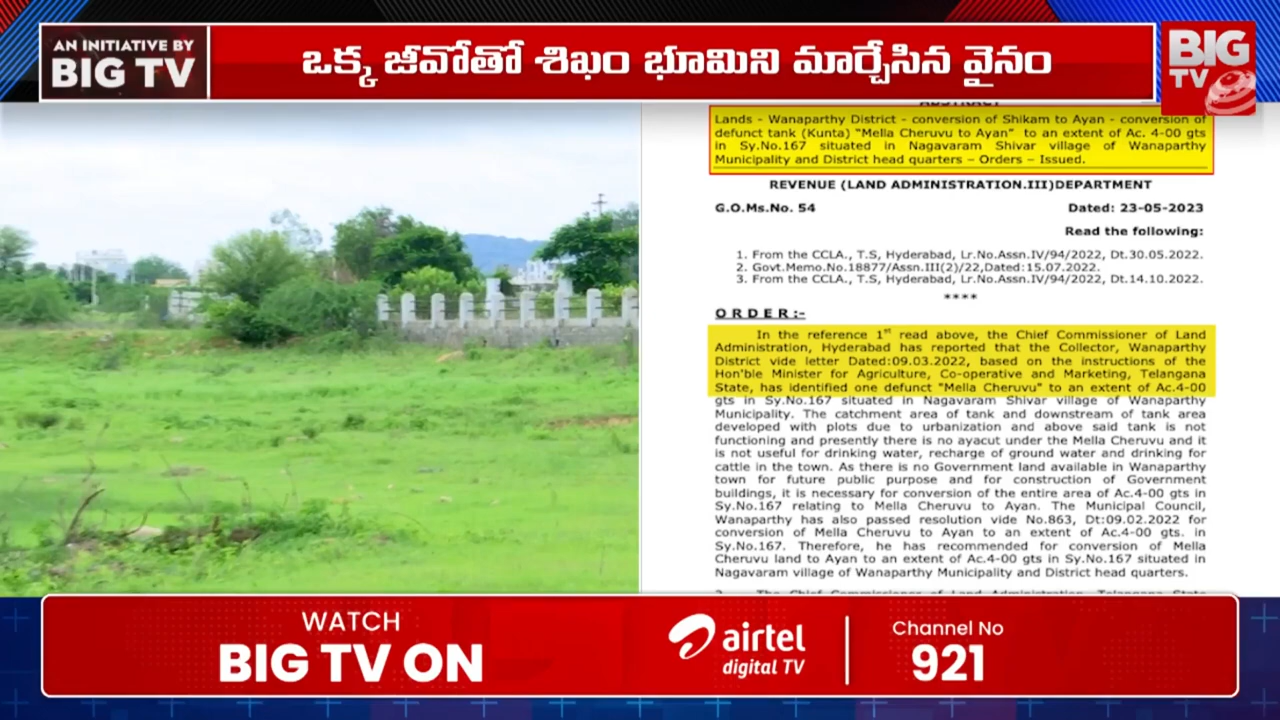 AN INITIATIVE BY
BIG TV
ఒక్క జీవోతో శిఖం భూమిని మార్చేసిన వైనం
BIG
TV
ABSTRACT
Lands - Wanaparthy District - conversion of Shikam to Ayan - conversion of
defunct tank (Kunta) “Mella Cheruvu to Ayan” to an extent of Ac. 4-00 gts
in Sy.No.167 situated in Nagavaram Shivar village of Wanaparthy
Municipality and District head quarters – Orders – Issued.
REVENUE (LAND ADMINISTRATION.III)DEPARTMENT
G.O.Ms.No. 54 Dated: 23-05-2023
Read the following:
1. From the CCLA., T.S, Hyderabad, Lr.No.Assn.IV/94/2022, Dt.30.05.2022.
2. Govt.Memo.No.18877/Assn.III(2)/22,Dated:15.07.2022.
3. From the CCLA., T.S, Hyderabad, Lr.No.Assn.IV/94/2022, Dt.14.10.2022.
****
ORDER:-
In the reference 1st read above, the Chief Commissioner of Land
Administration, Hyderabad has reported that the Collector, Wanaparthy
District vide letter Dated:09.03.2022, based on the instructions of the
Hon'ble Minister for Agriculture, Co-operative and Marketing, Telangana
State, has identified one defunct "Mella Cheruvu" to an extent of Ac.4-00
gts in Sy.No.167 situated in Nagavaram Shivar village of Wanaparthy
Municipality. The catchment area of tank and downstream of tank area
developed with plots due to urbanization and above said tank is not
functioning and presently there is no ayacut under the Mella Cheruvu and it
is not useful for drinking water, recharge of ground water and drinking for
cattle in the town. As there is no Government land available in Wanaparthy
town for future public purpose and for construction of Government
buildings, it is necessary for conversion of the entire area of Ac.4-00 gts in
Sy.No.167 relating to Mella Cheruvu to Ayan. The Municipal Council,
Wanaparthy has also passed resolution vide No.863, Dt:09.02.2022 for
conversion of Mella Cheruvu to Ayan to an extent of Ac.4-00 gts. in
Sy.No.167. Therefore, he has recommended for conversion of Mella
Cheruvu land to Ayan to an extent of Ac.4-00 gts in Sy.No.167 situated in
Nagavaram village of Wanaparthy Municipality and District head quarters.
2. The Chief Commissioner of Land Administration, Telangana State
WATCH
BIG TV ON
airtel
digital TV
Channel No
921